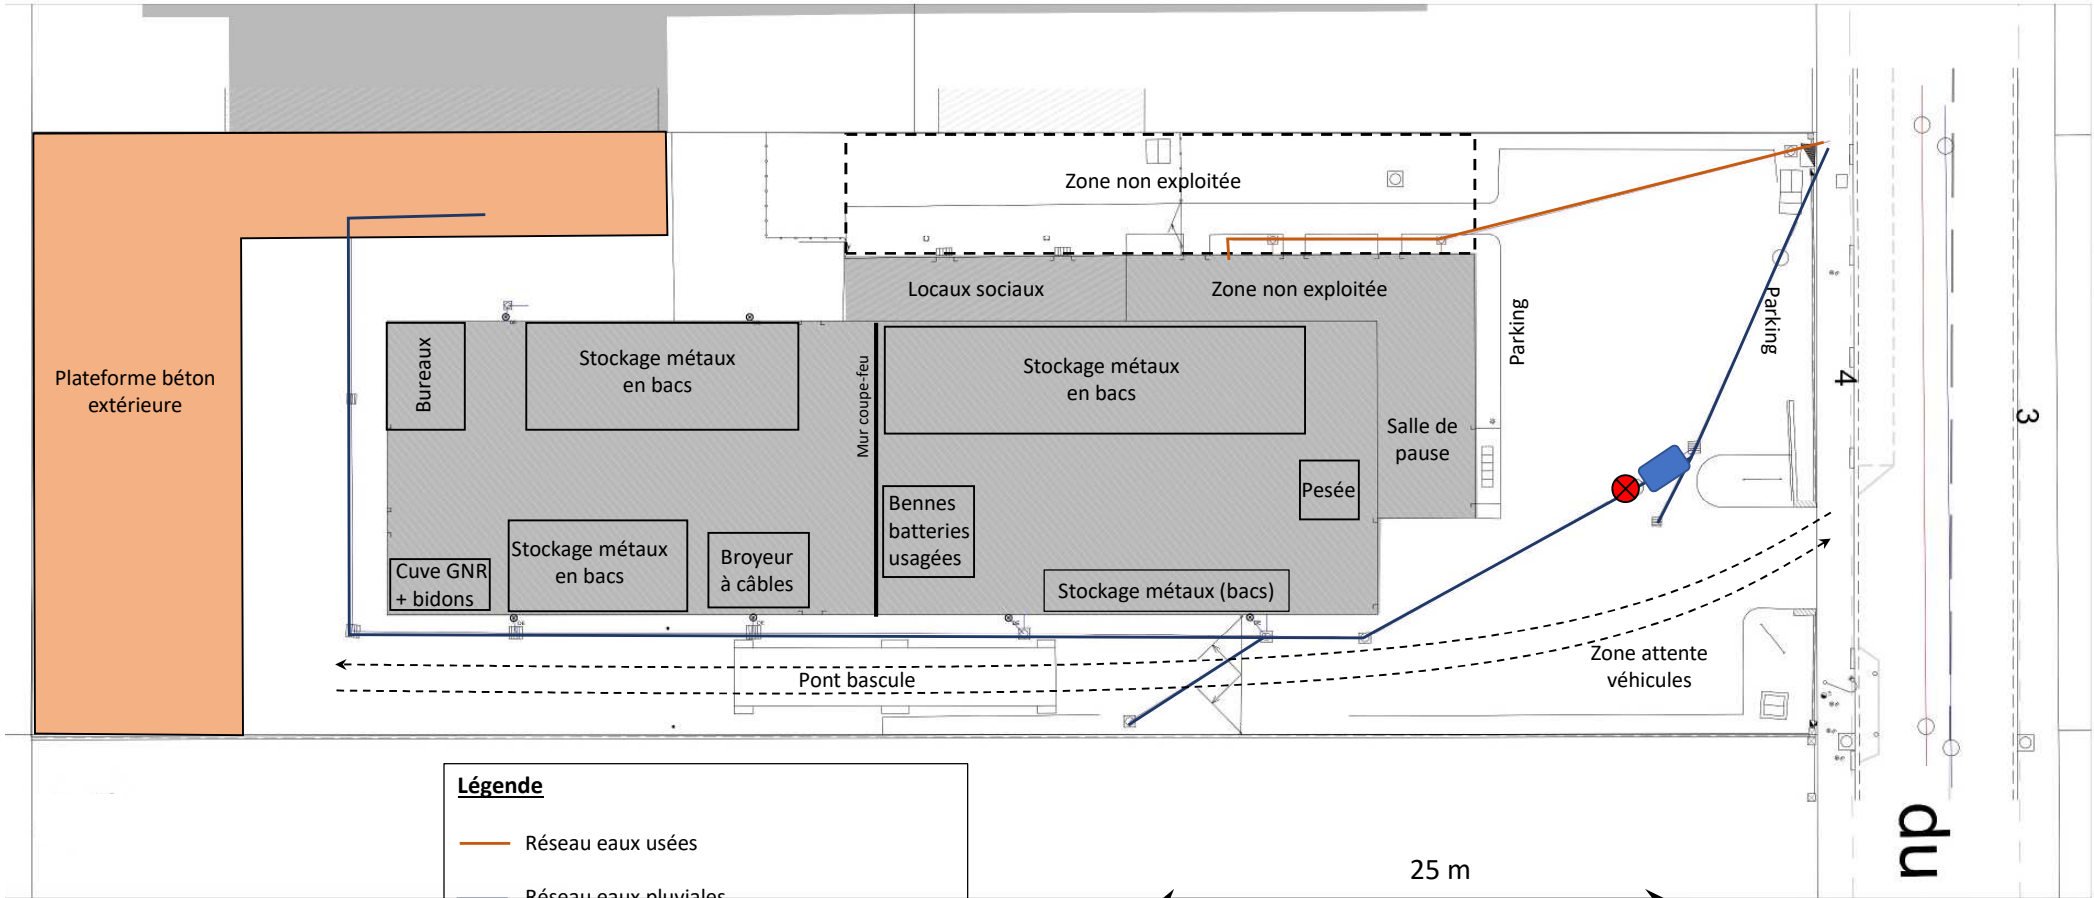 Zone non exploitée
Locaux sociaux
Zone non exploitée
Plateforme béton
extérieure
Bureaux
Stockage métaux
en bacs
Mur coupe-feu
Stockage métaux
en bacs
Parking
Parking
4
3
Salle de
pause
Pesée
Bennes
batteries
usagées
Stockage métaux
en bacs
Broyeur
à câbles
Cuve GNR
+ bidons
Stockage métaux (bacs)
Pont bascule
Zone attente
véhicules
Légende
Réseau eaux usées
Réseau eaux pluviales
25 m
du